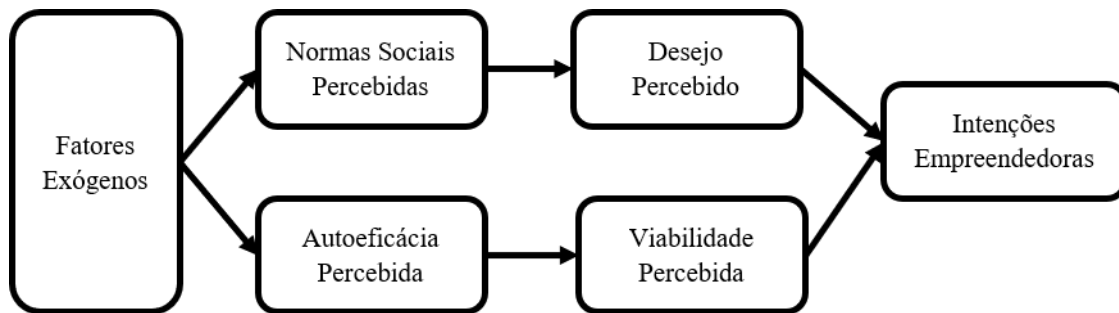 Fatores
Exógenos
Normas Sociais
Percebidas
Desejo
Percebido
Autoeficácia
Percebida
Viabilidade
Percebida
Intenções
Empreendedoras